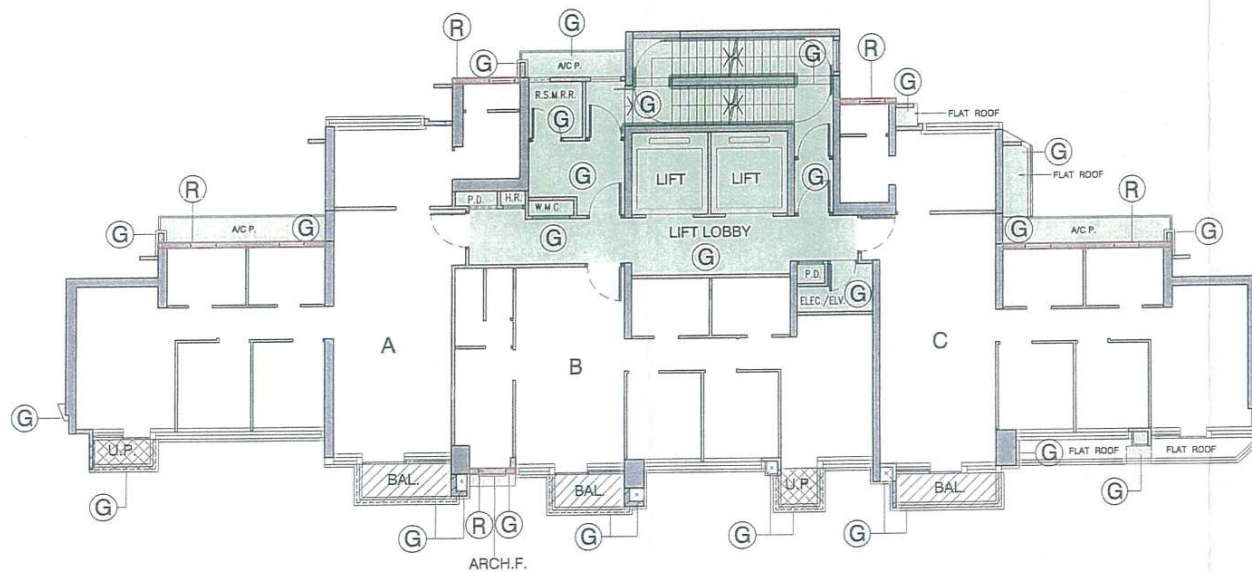 G
R
G
G
A/C P.
R
G
R.S.M.R.R.
G
G
FLAT ROOF
G
G
FLAT ROOF
R
G
G
LIFT
LIFT
R
P.D.
H.R.
W.M.C.
G
A/C P.
G
G
LIFT LOBBY
G
G
A/C P.
G
P.D.
ELEC./ELV.
G
A
B
C
G
U.P.
G
FLAT ROOF
FLAT ROOF
BAL.
BAL.
U.P.
BAL.
G
G
G
R
G
G
G
G
ARCH.F.